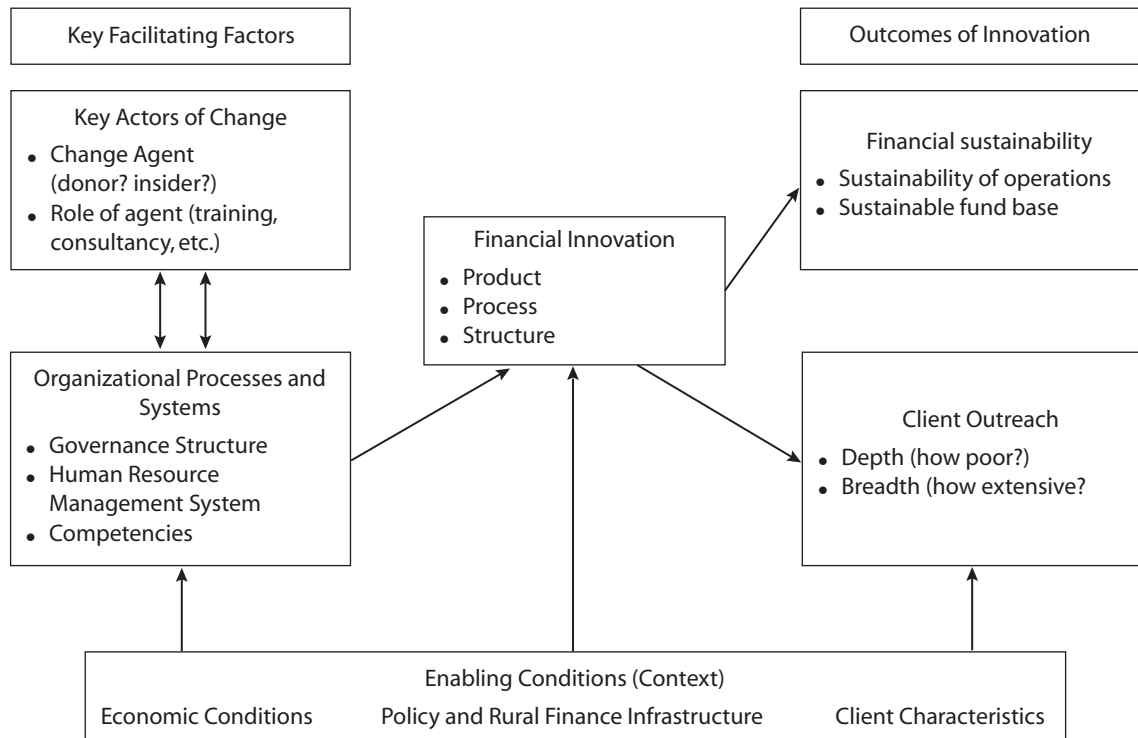 Key Facilitating Factors
Outcomes of Innovation
Key Actors of Change
• Change Agent
(donor? insider?)
• Role of agent (training,
consultancy, etc.)
Financial sustainability
• Sustainability of operations
• Sustainable fund base
Financial Innovation
• Product
• Process
• Structure
Organizational Processes and
Systems
• Governance Structure
• Human Resource
Management System
• Competencies
Client Outreach
• Depth (how poor?)
• Breadth (how extensive?
Enabling Conditions (Context)
Economic Conditions
Policy and Rural Finance Infrastructure
Client Characteristics